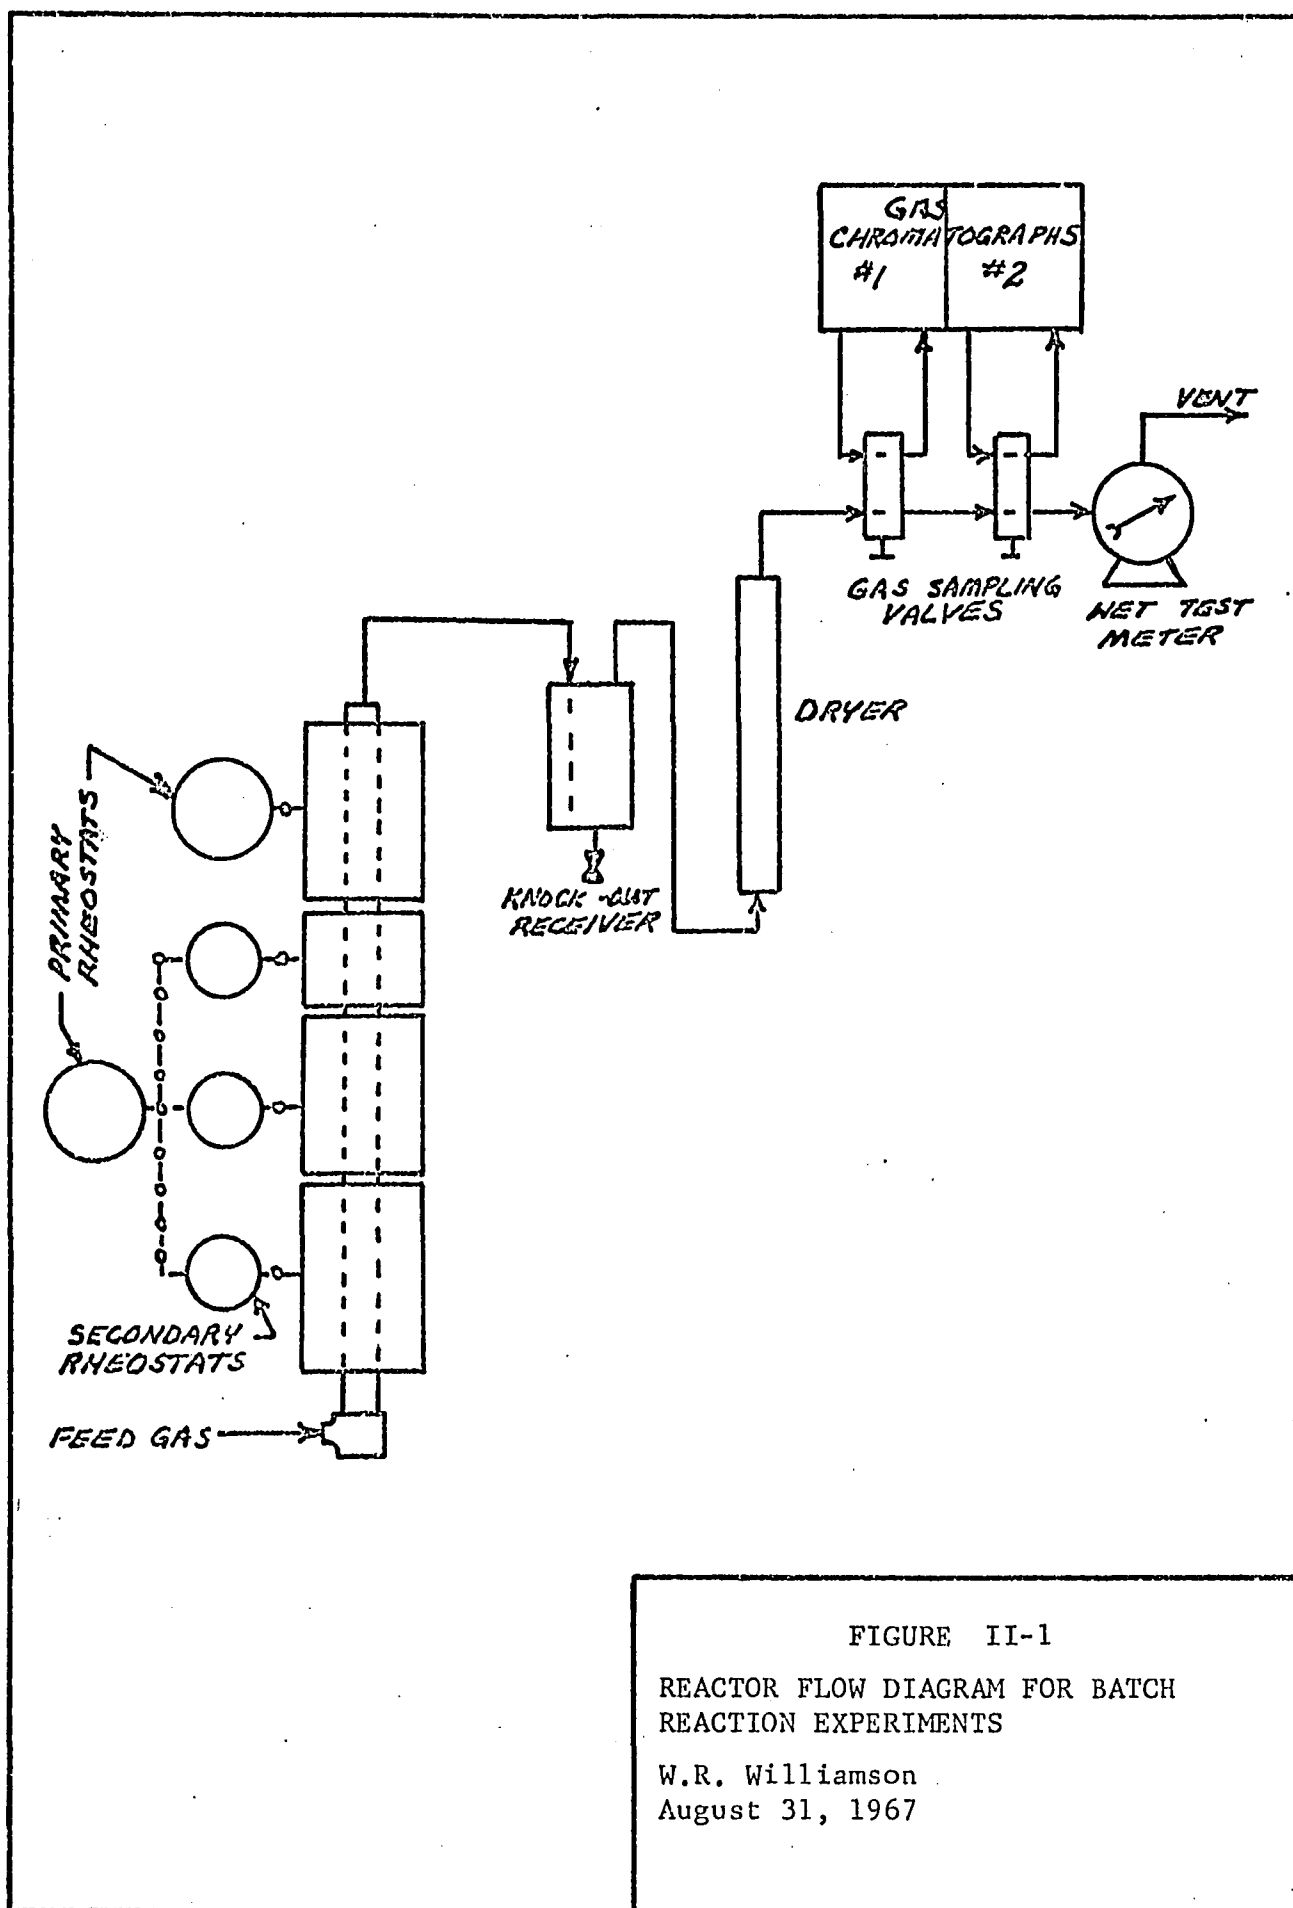 GAS
CHROMATOGRAPHS
#1 #2
VENT
GAS SAMPLING
VALVES
WET TEST
METER
DRYER
KNOCK-OUT
RECEIVER
PRIMARY
RHEOSTATS
SECONDARY
RHEOSTATS
FEED GAS
FIGURE II-1
REACTOR FLOW DIAGRAM FOR BATCH
REACTION EXPERIMENTS
W.R. Williamson
August 31, 1967